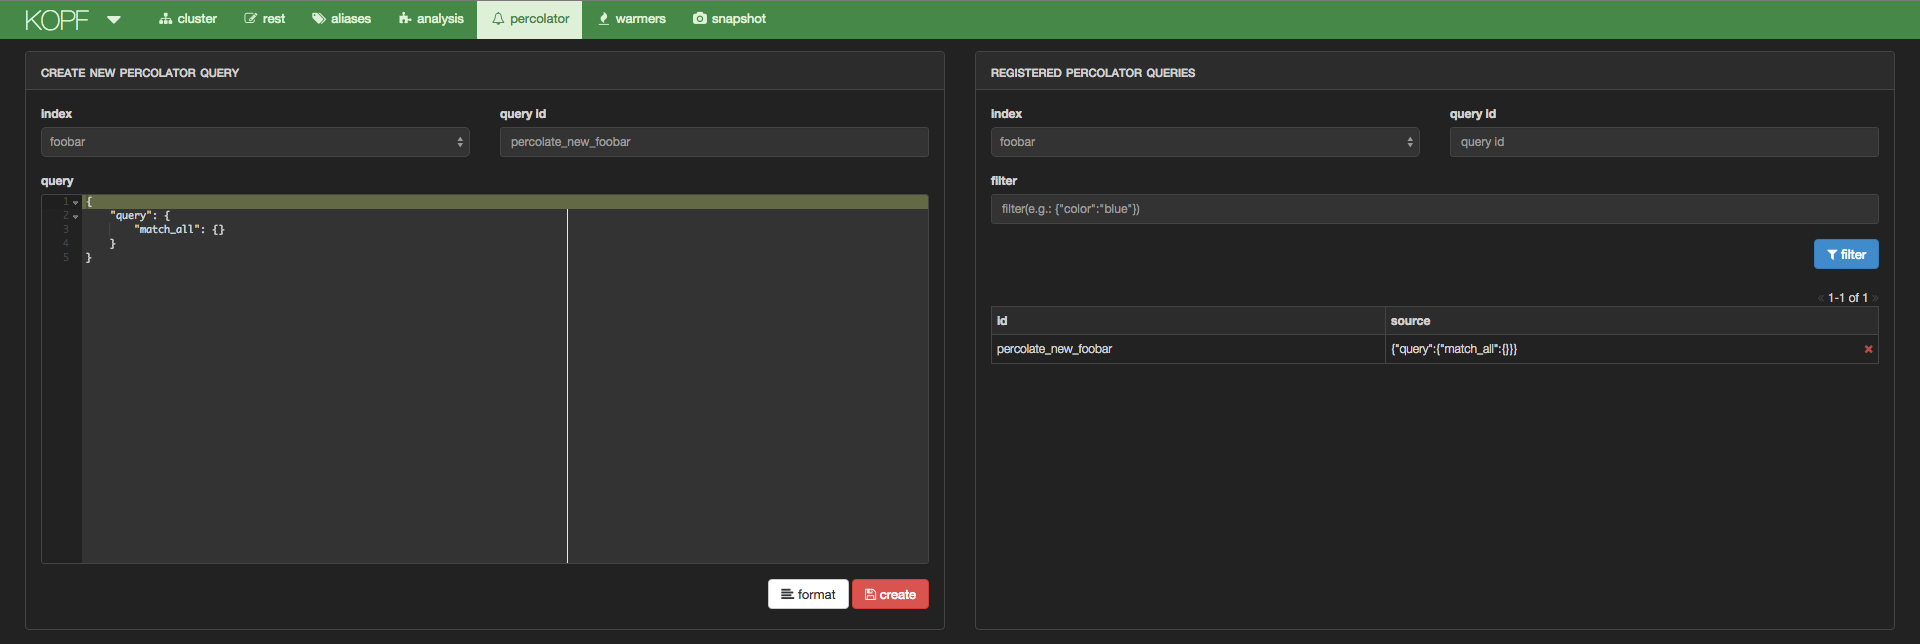 KOPF cluster rest aliases analysis percolator warmers snapshot
CREATE NEW PERCOLATOR QUERY
index query id
foobar percolate_new_foobar
query
1 {
2 "query": {
3 "match_all": {}
4 }
5 }
format create
REGISTERED PERCOLATOR QUERIES
index query id
foobar query id
filter
filter(e.g.: {"color":"blue"})
filter
« 1-1 of 1 »
id source
percolate_new_foobar {"query":{"match_all":{}}}